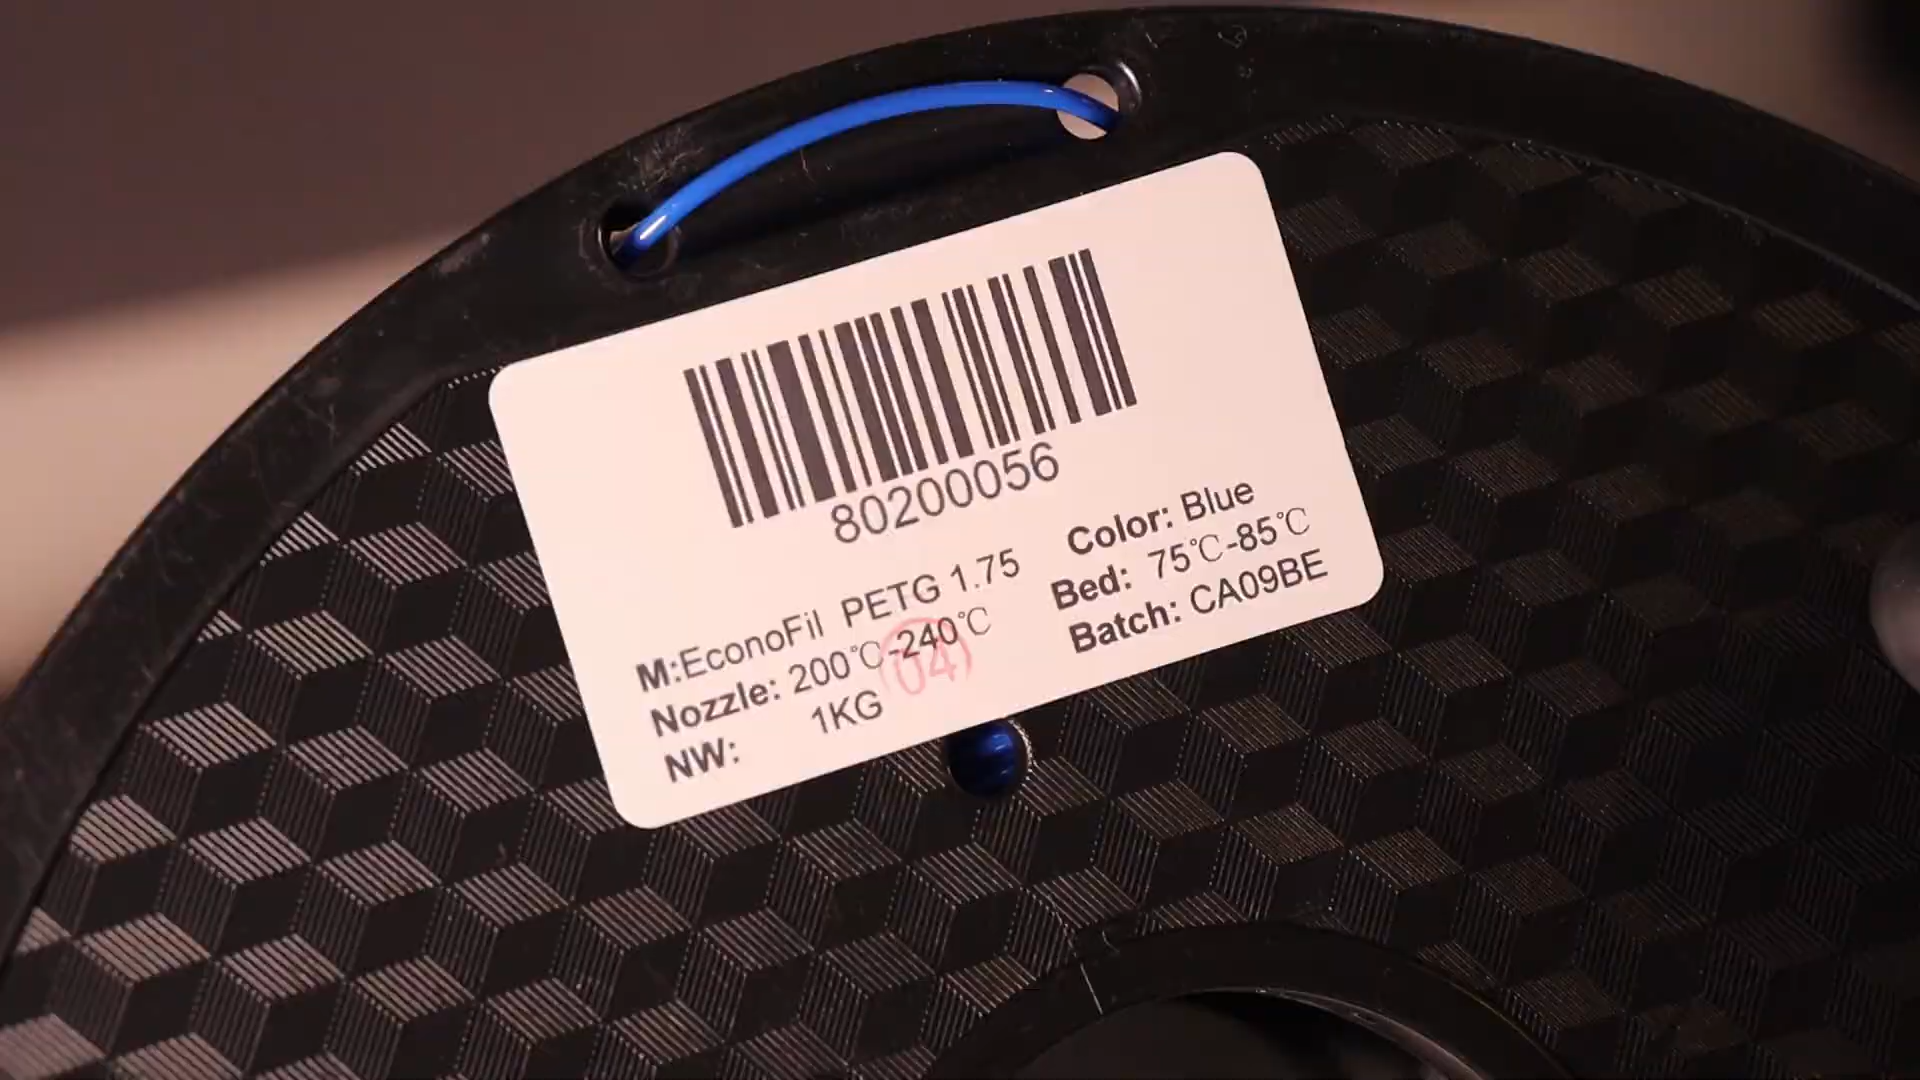 80200056
M:EconoFil PETG 1.75 Color: Blue
Nozzle: 200℃-240℃ Bed: 75℃-85℃
NW: 1KG Batch: CA09BE
(04)